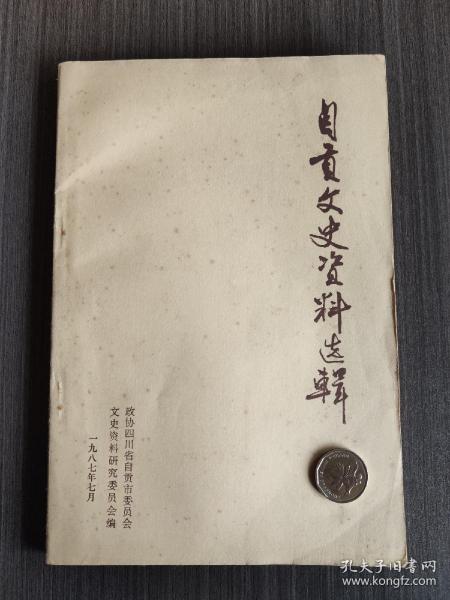 自贡文史资料选辑
政协四川省自贡市委员会
文史资料研究委员会编
一九八七年七月
孔夫子旧书网
www.kongfz.com